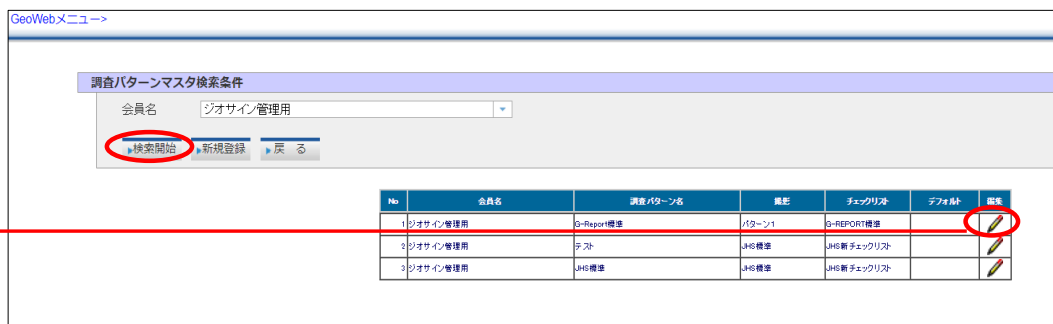 GeoWebメニュー>
調査パターンマスタ検索条件
会員名 ジオサイン管理用
検索開始 新規登録 戻 る
No 会員名 調査パターン名 撮影 チェックリスト デフォルト 編集
1 ジオサイン管理用 G-Report標準 パターン1 G-REPORT標準
2 ジオサイン管理用 テスト JHS標準 JHS新チェックリスト
3 ジオサイン管理用 JHS標準 JHS標準 JHS新チェックリスト